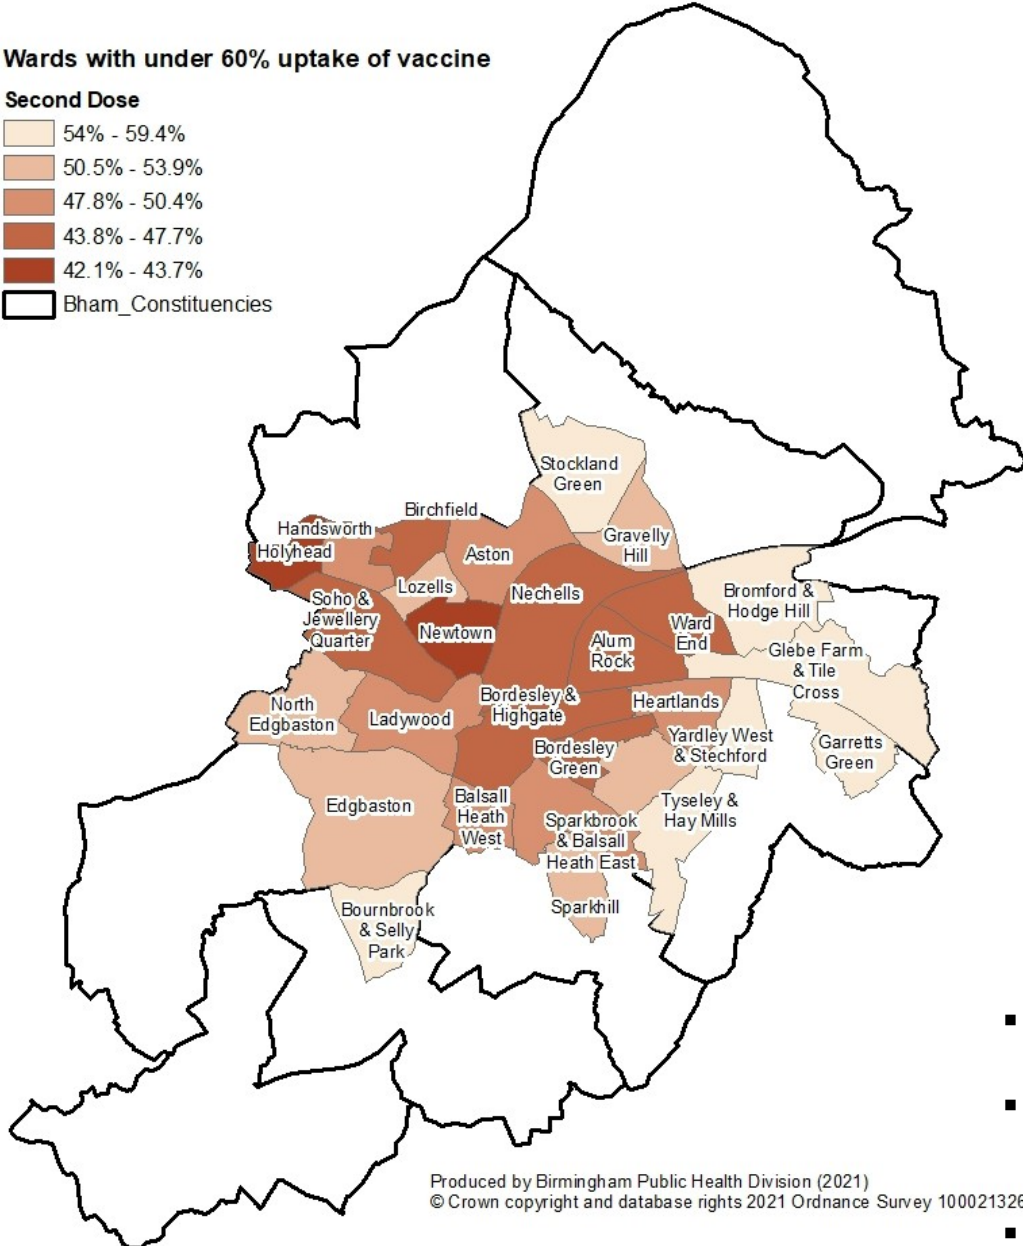 Wards with under 60% uptake of vaccine
Second Dose
54% - 59.4%
50.5% - 53.9%
47.8% - 50.4%
43.8% - 47.7%
42.1% - 43.7%
Bham_Constituencies
Stockland
Green
Birchfield
Handsworth
Holyhead
Aston
Gravelly
Hill
Lozells
Nechells
Bromford &
Hodge Hill
Soho &
Jewellery
Quarter
Newtown
Ward
End
Alum
Rock
Glebe Farm
& Tile
Cross
North
Edgbaston
Ladywood
Bordesley &
Highgate
Heartlands
Bordesley
Green
Yardley West
& Stechford
Garretts
Green
Edgbaston
Balsall
Heath
West
Sparkbrook
& Balsall
Heath East
Tyseley &
Hay Mills
Sparkhill
Bournbrook
& Selly
Park
Produced by Birmingham Public Health Division (2021)
© Crown copyright and database rights 2021 Ordnance Survey 100021326